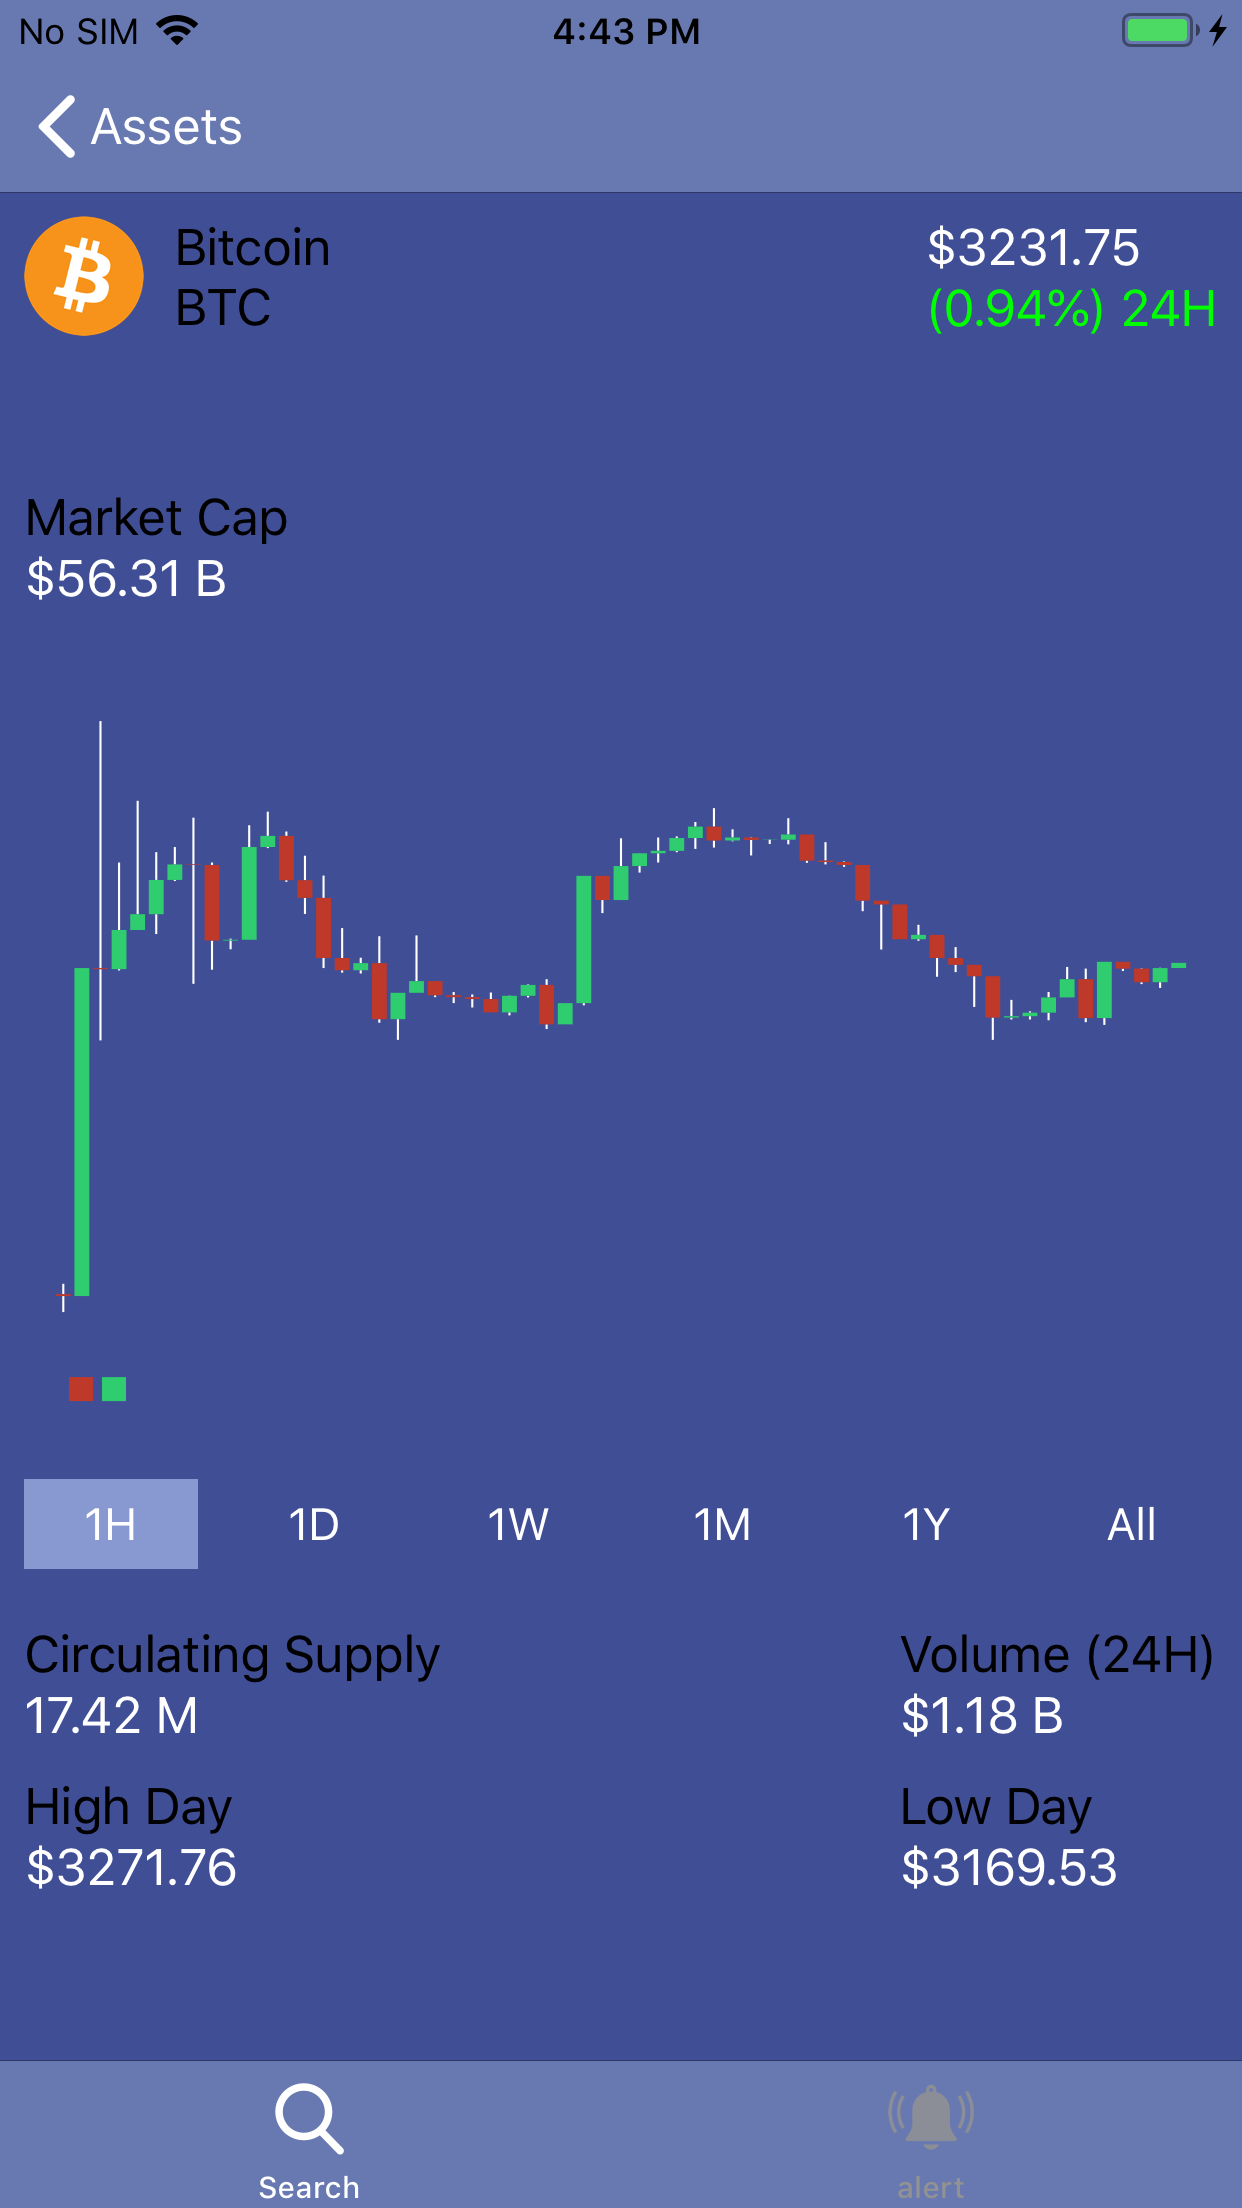 No SIM 4:43 PM
Assets
Bitcoin
BTC
$3231.75
(0.94%) 24H
Market Cap
$56.31 B
1H 1D 1W 1M 1Y All
Circulating Supply
17.42 M
Volume (24H)
$1.18 B
High Day
$3271.76
Low Day
$3169.53
Search
alert